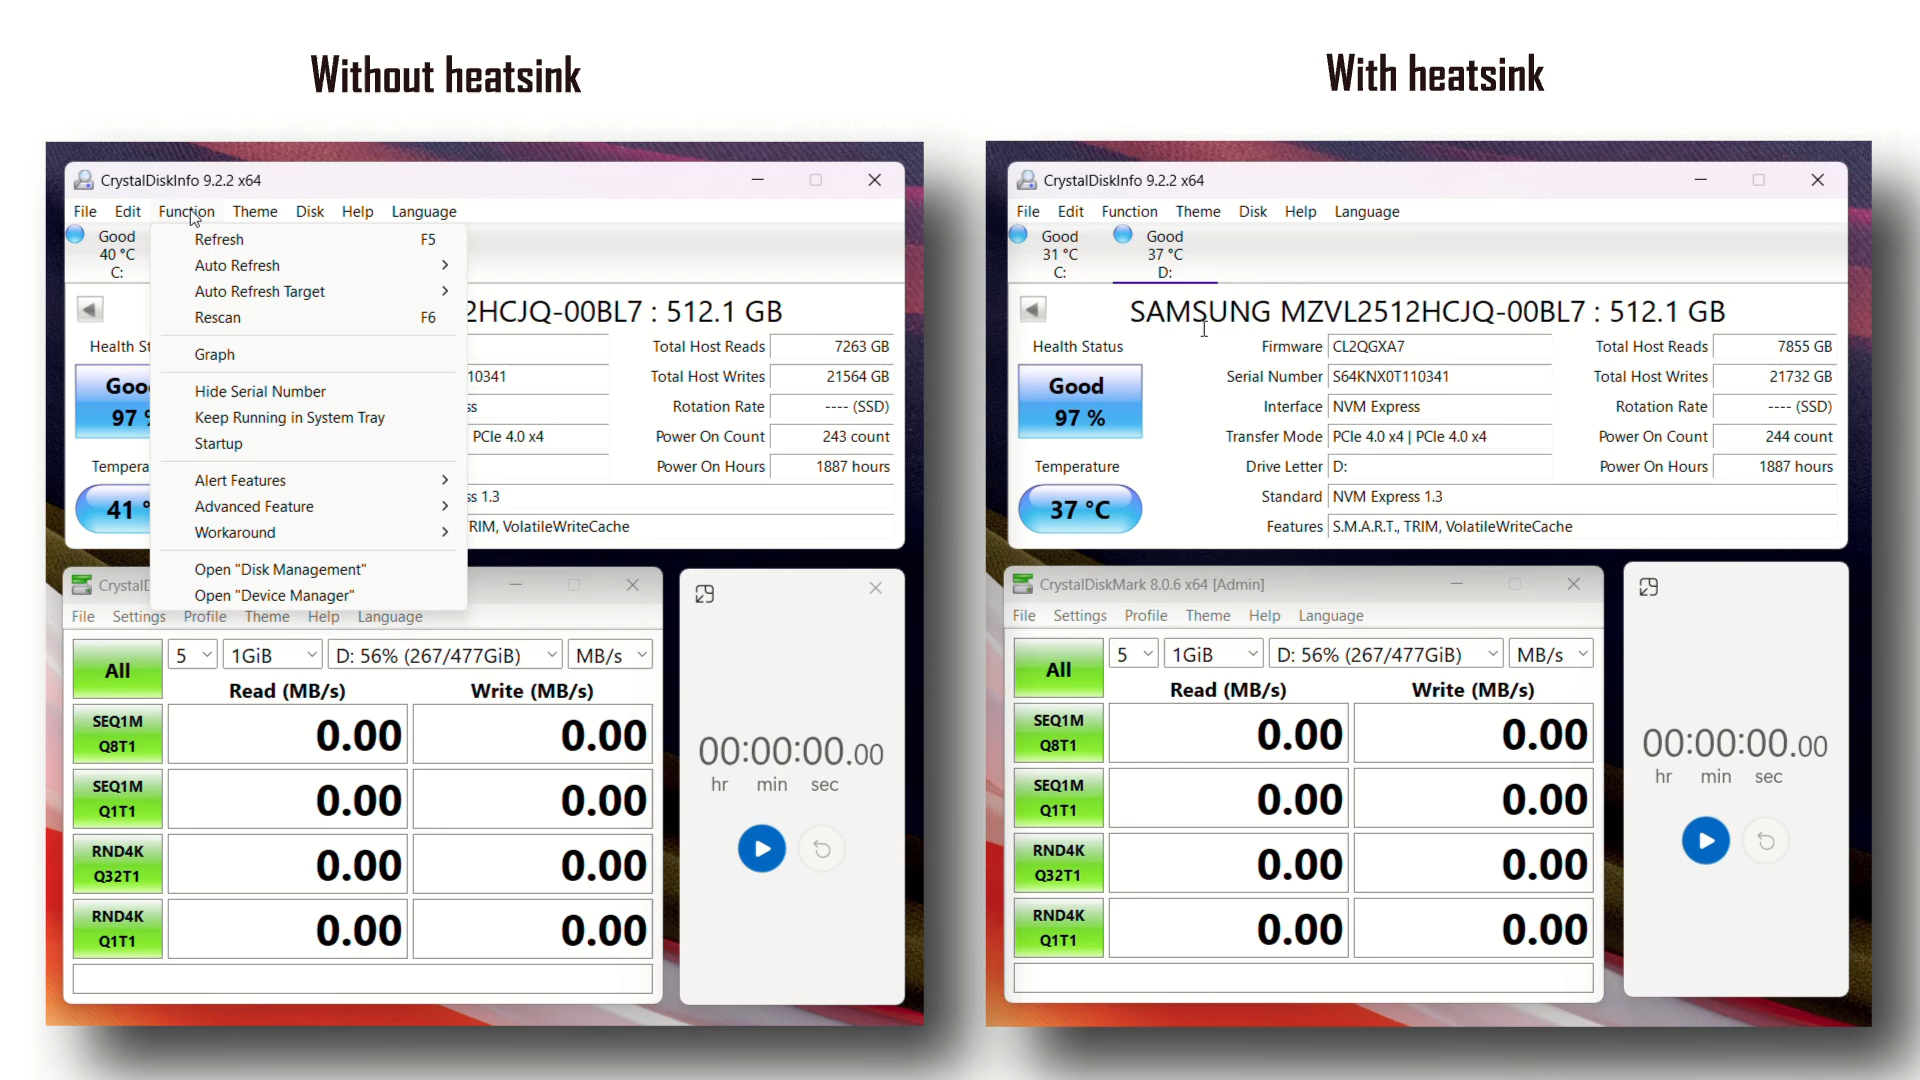 Without heatsink
With heatsink
CrystalDiskInfo 9.2.2 x64
File Edit Function Theme Disk Help Language
Good
40 °C
C:
Refresh F5
Auto Refresh
Auto Refresh Target
Rescan F6
Graph
Hide Serial Number
Keep Running in System Tray
Startup
Alert Features
Advanced Feature
Workaround
Open "Disk Management"
Open "Device Manager"
2HCJQ-00BL7 : 512.1 GB
Health St
Good
97 %
Tempera
41 °
10341
ss
PCIe 4.0 x4
ss 1.3
RIM, VolatileWriteCache
Total Host Reads 7263 GB
Total Host Writes 21564 GB
Rotation Rate ---- (SSD)
Power On Count 243 count
Power On Hours 1887 hours
CrystalD
File Settings Profile Theme Help Language
All 5 1GiB D: 56% (267/477GiB) MB/s
Read (MB/s) Write (MB/s)
SEQ1M
Q8T1 0.00 0.00
SEQ1M
Q1T1 0.00 0.00
RND4K
Q32T1 0.00 0.00
RND4K
Q1T1 0.00 0.00
00:00:00.00
hr min sec
CrystalDiskInfo 9.2.2 x64
File Edit Function Theme Disk Help Language
Good Good
31 °C 37 °C
C: D:
SAMSUNG MZVL2512HCJQ-00BL7 : 512.1 GB
Health Status
Good
97 %
Temperature
37 °C
Firmware CL2QGXA7
Serial Number S64KNX0T110341
Interface NVM Express
Transfer Mode PCIe 4.0 x4 | PCIe 4.0 x4
Drive Letter D:
Standard NVM Express 1.3
Features S.M.A.R.T., TRIM, VolatileWriteCache
Total Host Reads 7855 GB
Total Host Writes 21732 GB
Rotation Rate ---- (SSD)
Power On Count 244 count
Power On Hours 1887 hours
CrystalDiskMark 8.0.6 x64 [Admin]
File Settings Profile Theme Help Language
All 5 1GiB D: 56% (267/477GiB) MB/s
Read (MB/s) Write (MB/s)
SEQ1M
Q8T1 0.00 0.00
SEQ1M
Q1T1 0.00 0.00
RND4K
Q32T1 0.00 0.00
RND4K
Q1T1 0.00 0.00
00:00:00.00
hr min sec